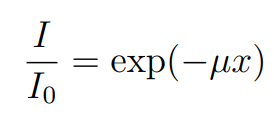 I/I₀ = exp(−μx)